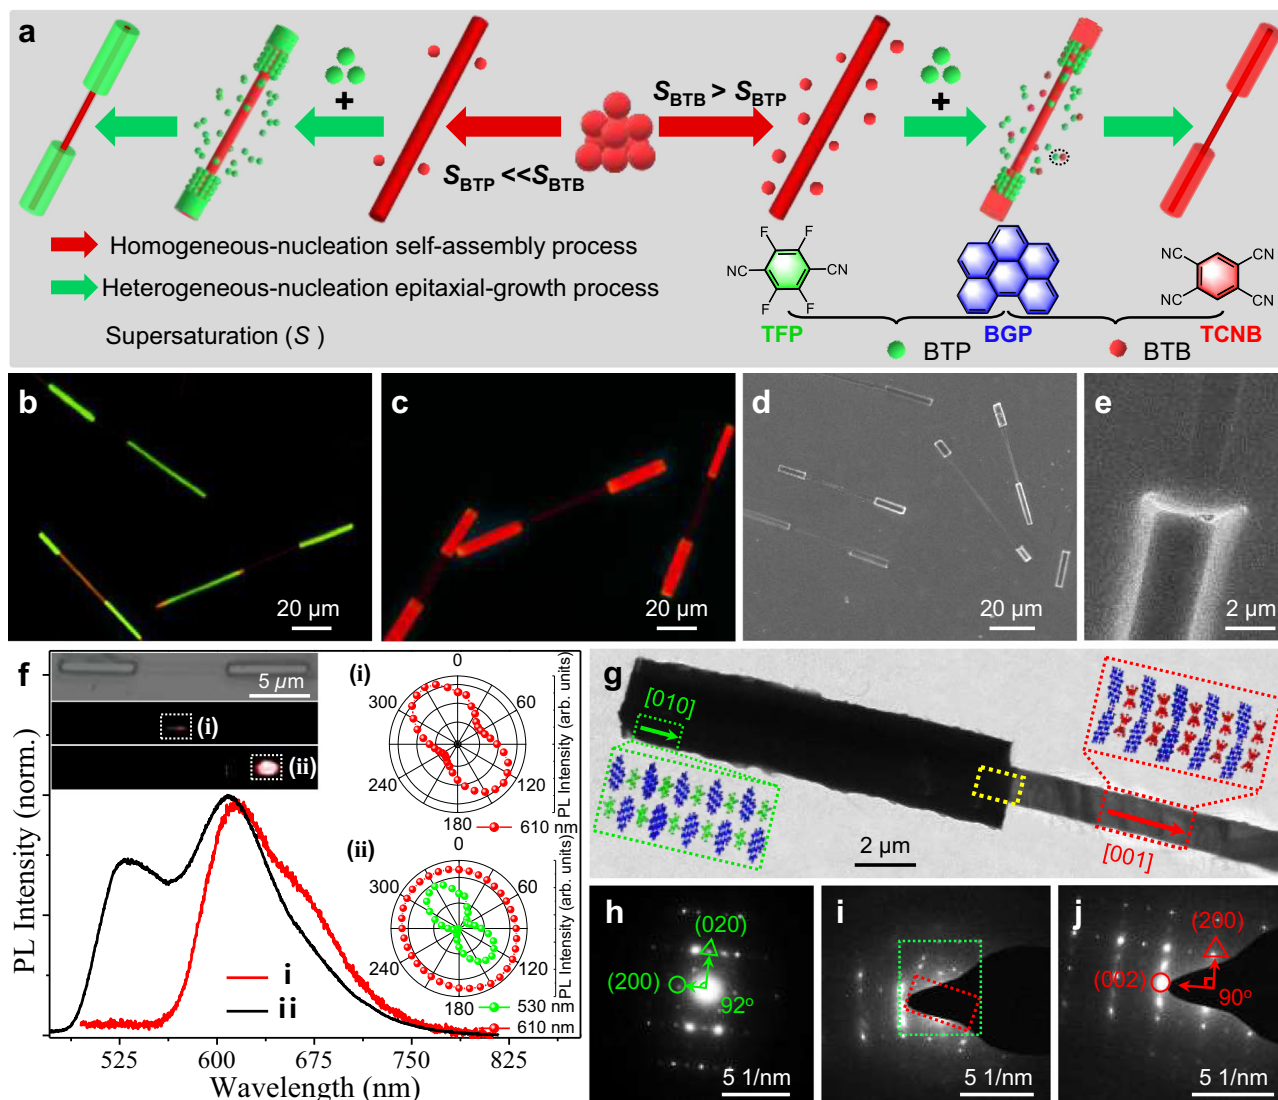 a
+
S_BTB > S_BTP
+
S_BTP <<S_BTB
Homogeneous-nucleation self-assembly process
Heterogeneous-nucleation epitaxial-growth process
Supersaturation (S )
F
F
NC
CN
F
F
TFP
BGP
NC
CN
NC
CN
TCNB
BTP
BTB
b
20 µm
c
20 µm
d
20 µm
e
2 µm
f
5 µm
(i)
(ii)
PL Intensity (norm.)
i
ii
525
600
675
750
825
Wavelength (nm)
(i)
0
60
120
180
240
300
PL Intensity (arb. units)
610 nm
(ii)
0
60
120
180
240
300
PL Intensity (arb. units)
530 nm
610 nm
g
[010]
[001]
2 µm
h
(020)
(200)
92°
5 1/nm
i
5 1/nm
j
(200)
(002)
90°
5 1/nm